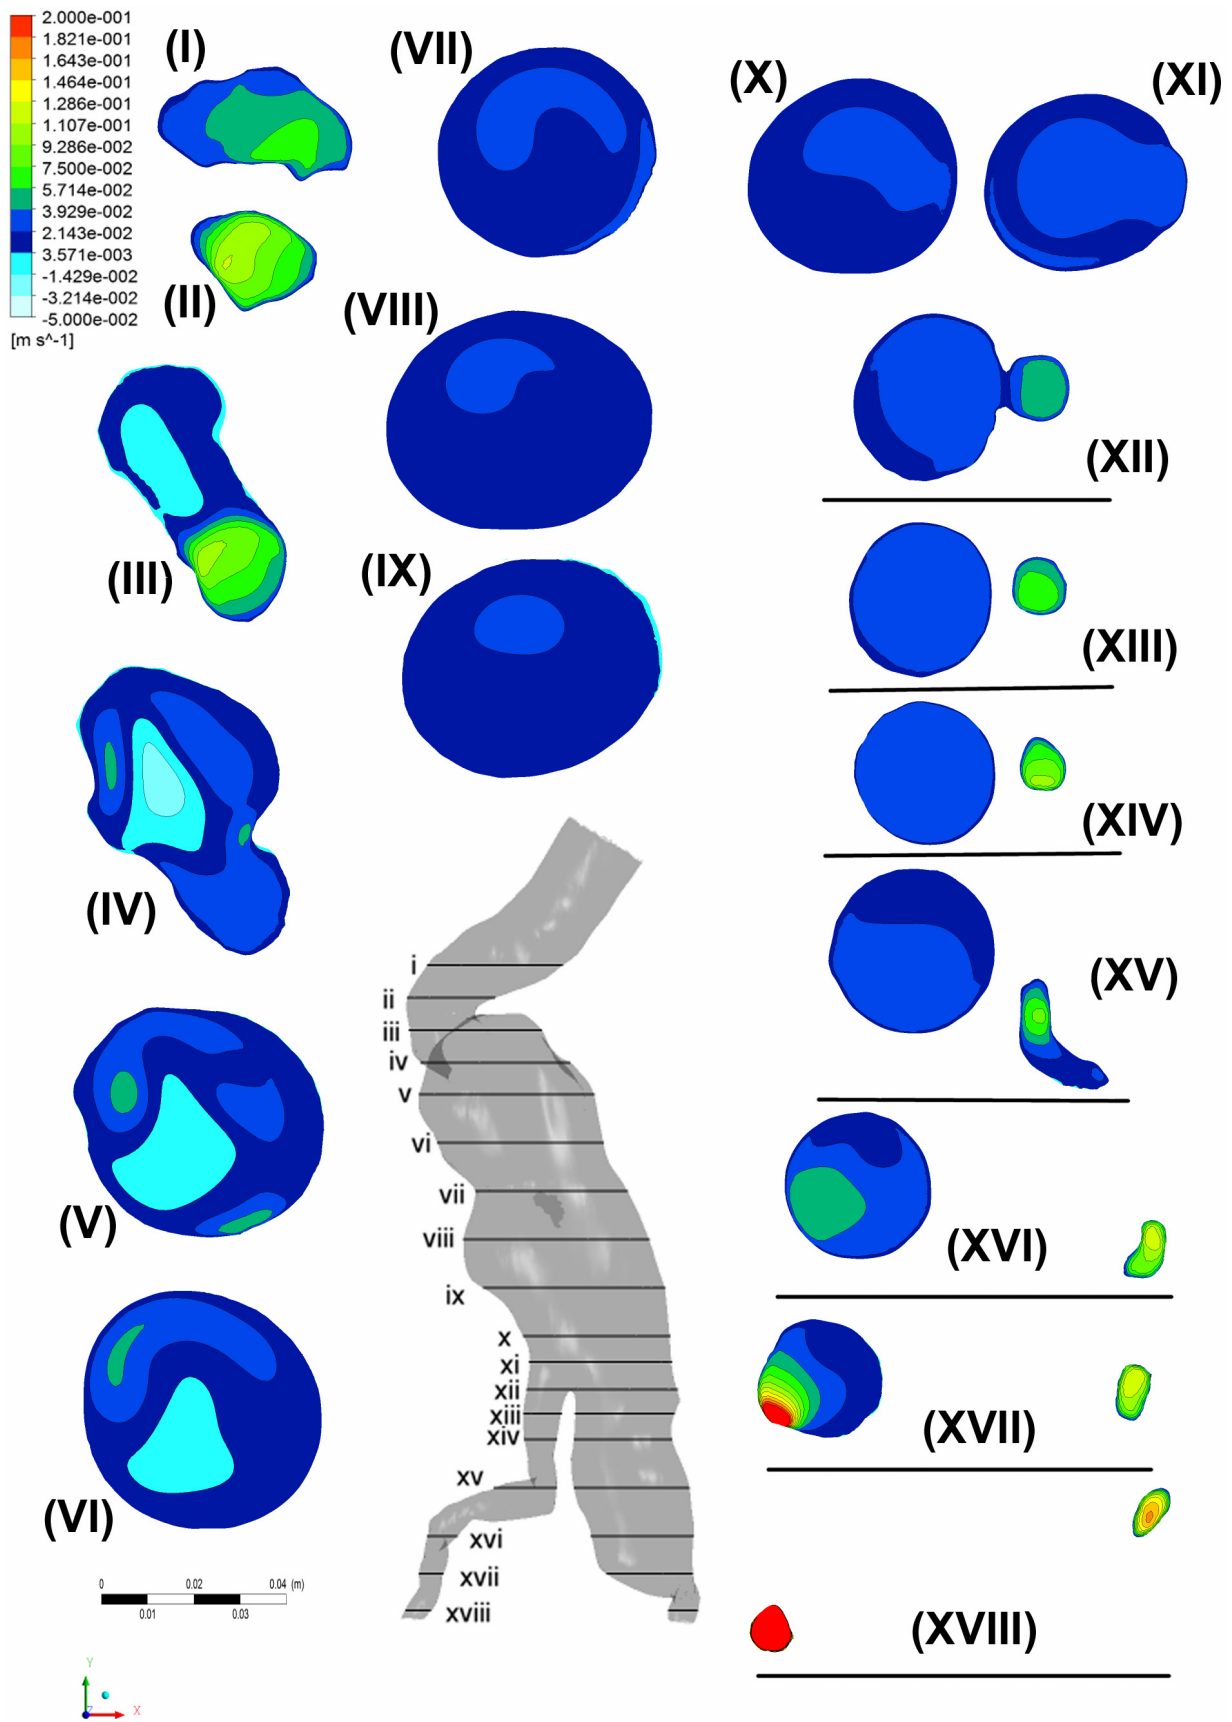 2.000e-001
1.821e-001
1.643e-001
1.464e-001
1.286e-001
1.107e-001
9.286e-002
7.500e-002
5.714e-002
3.929e-002
2.143e-002
3.571e-003
-1.429e-002
-3.214e-002
-5.000e-002
[m s^-1]
(I)
(II)
(III)
(IV)
(V)
(VI)
(VII)
(VIII)
(IX)
(X)
(XI)
(XII)
(XIII)
(XIV)
(XV)
(XVI)
(XVII)
(XVIII)
i
ii
iii
iv
v
vi
vii
viii
ix
x
xi
xii
xiii
xiv
xv
xvi
xvii
xviii
0 0.02 0.04 (m)
0.01 0.03
Y
Z X